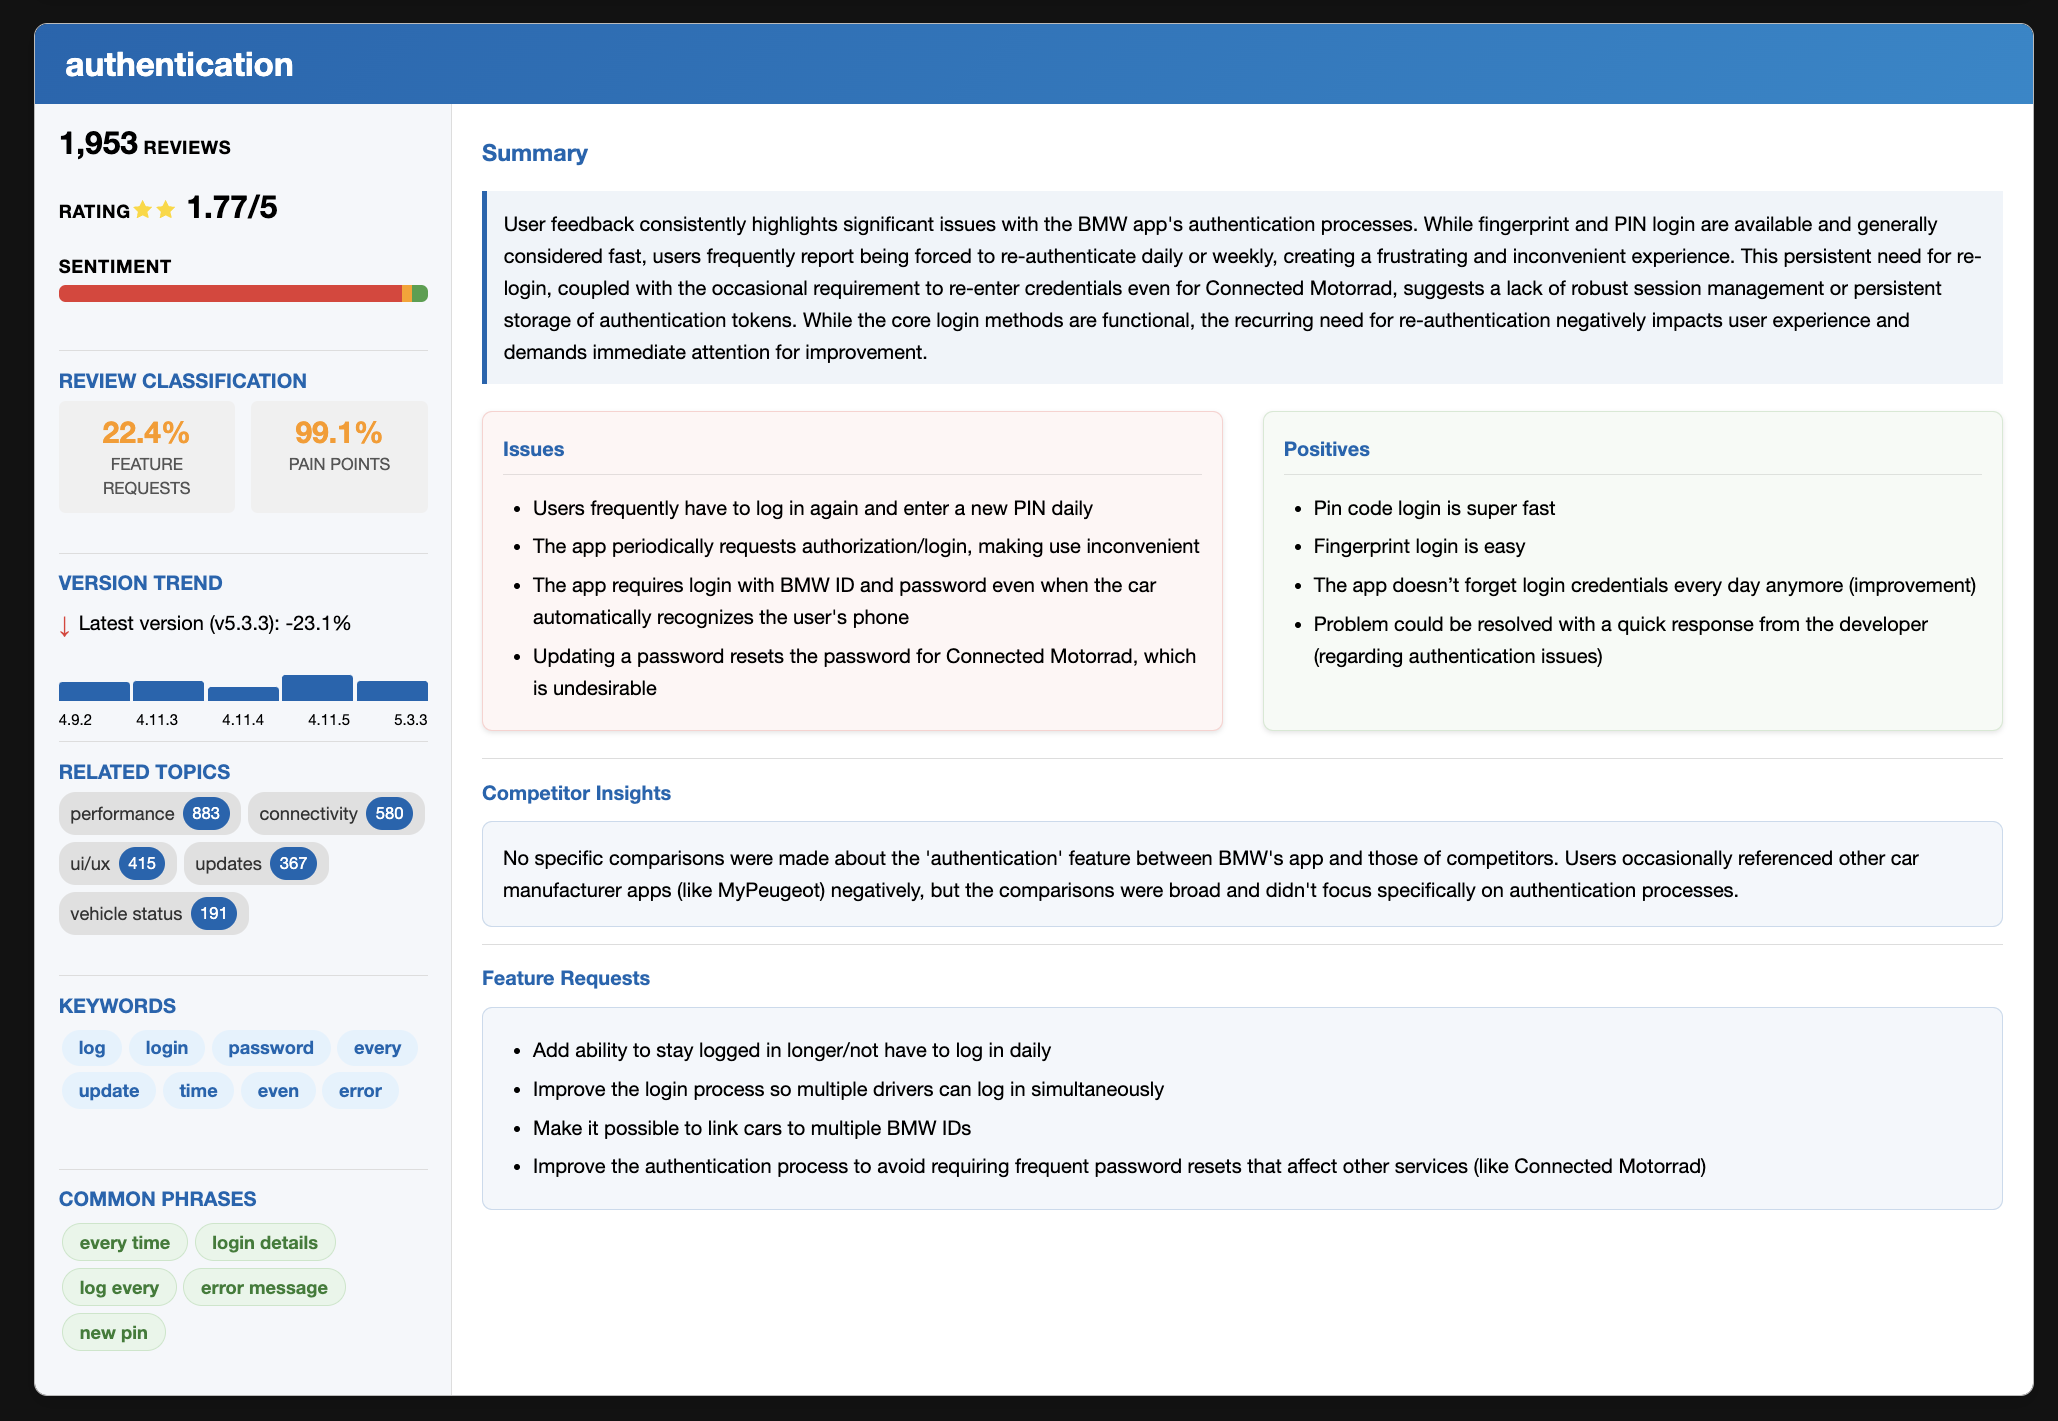 authentication
1,953 REVIEWS
RATING 1.77/5
SENTIMENT
REVIEW CLASSIFICATION
22.4%
FEATURE
REQUESTS
99.1%
PAIN POINTS
VERSION TREND
↓ Latest version (v5.3.3): -23.1%
4.9.2 4.11.3 4.11.4 4.11.5 5.3.3
RELATED TOPICS
performance 883 connectivity 580
ui/ux 415 updates 367
vehicle status 191
KEYWORDS
log login password every
update time even error
COMMON PHRASES
every time login details
log every error message
new pin
Summary
User feedback consistently highlights significant issues with the BMW app's authentication processes. While fingerprint and PIN login are available and generally
considered fast, users frequently report being forced to re-authenticate daily or weekly, creating a frustrating and inconvenient experience. This persistent need for re-
login, coupled with the occasional requirement to re-enter credentials even for Connected Motorrad, suggests a lack of robust session management or persistent
storage of authentication tokens. While the core login methods are functional, the recurring need for re-authentication negatively impacts user experience and
demands immediate attention for improvement.
Issues
• Users frequently have to log in again and enter a new PIN daily
• The app periodically requests authorization/login, making use inconvenient
• The app requires login with BMW ID and password even when the car
automatically recognizes the user's phone
• Updating a password resets the password for Connected Motorrad, which
is undesirable
Positives
• Pin code login is super fast
• Fingerprint login is easy
• The app doesn’t forget login credentials every day anymore (improvement)
• Problem could be resolved with a quick response from the developer
(regarding authentication issues)
Competitor Insights
No specific comparisons were made about the 'authentication' feature between BMW's app and those of competitors. Users occasionally referenced other car
manufacturer apps (like MyPeugeot) negatively, but the comparisons were broad and didn't focus specifically on authentication processes.
Feature Requests
• Add ability to stay logged in longer/not have to log in daily
• Improve the login process so multiple drivers can log in simultaneously
• Make it possible to link cars to multiple BMW IDs
• Improve the authentication process to avoid requiring frequent password resets that affect other services (like Connected Motorrad)